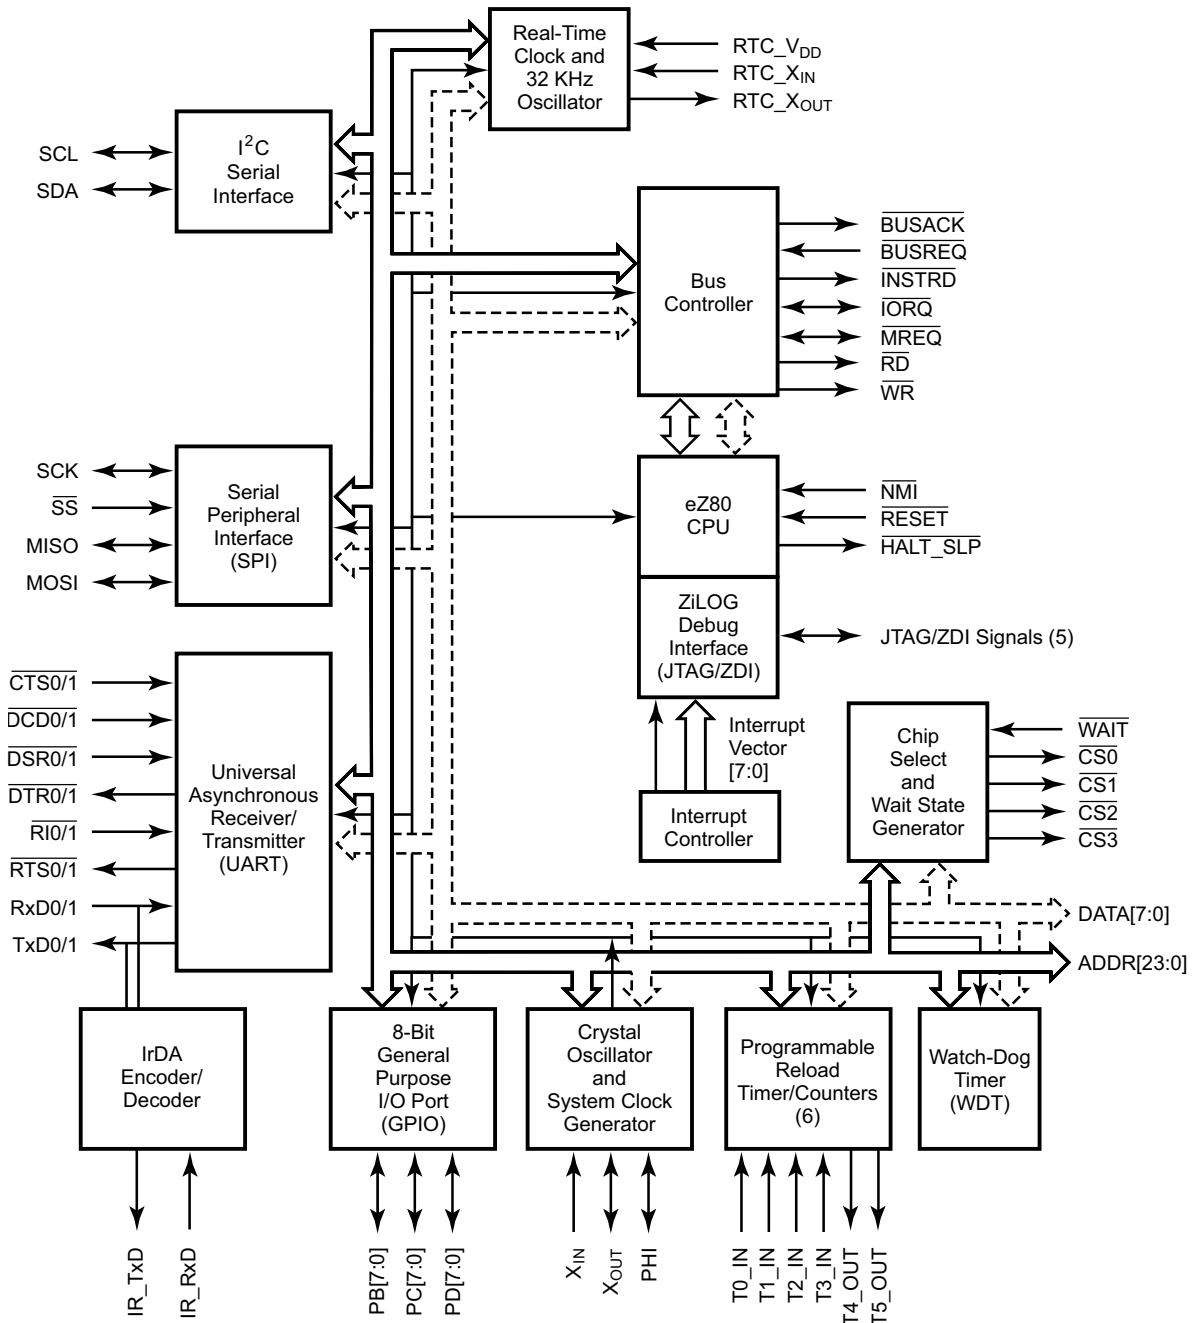 Real-Time
Clock and
32 KHz
Oscillator
RTC_VDD
RTC_XIN
RTC_XOUT
SCL
SDA
I2C
Serial
Interface
Bus
Controller
BUSACK
BUSREQ
INSTRD
IORQ
MREQ
RD
WR
SCK
SS
MISO
MOSI
Serial
Peripheral
Interface
(SPI)
eZ80
CPU
NMI
RESET
HALT_SLP
ZiLOG
Debug
Interface
(JTAG/ZDI)
JTAG/ZDI Signals (5)
CTS0/1
DCD0/1
DSR0/1
DTR0/1
RI0/1
RTS0/1
RxD0/1
TxD0/1
Universal
Asynchronous
Receiver/
Transmitter
(UART)
Interrupt
Vector
[7:0]
Interrupt
Controller
Chip
Select
and
Wait State
Generator
WAIT
CS0
CS1
CS2
CS3
DATA[7:0]
ADDR[23:0]
IrDA
Encoder/
Decoder
8-Bit
General
Purpose
I/O Port
(GPIO)
Crystal
Oscillator
and
System Clock
Generator
Programmable
Reload
Timer/Counters
(6)
Watch-Dog
Timer
(WDT)
IR_TxD
IR_RxD
PB[7:0]
PC[7:0]
PD[7:0]
XIN
XOUT
PHI
T0_IN
T1_IN
T2_IN
T3_IN
T4_OUT
T5_OUT